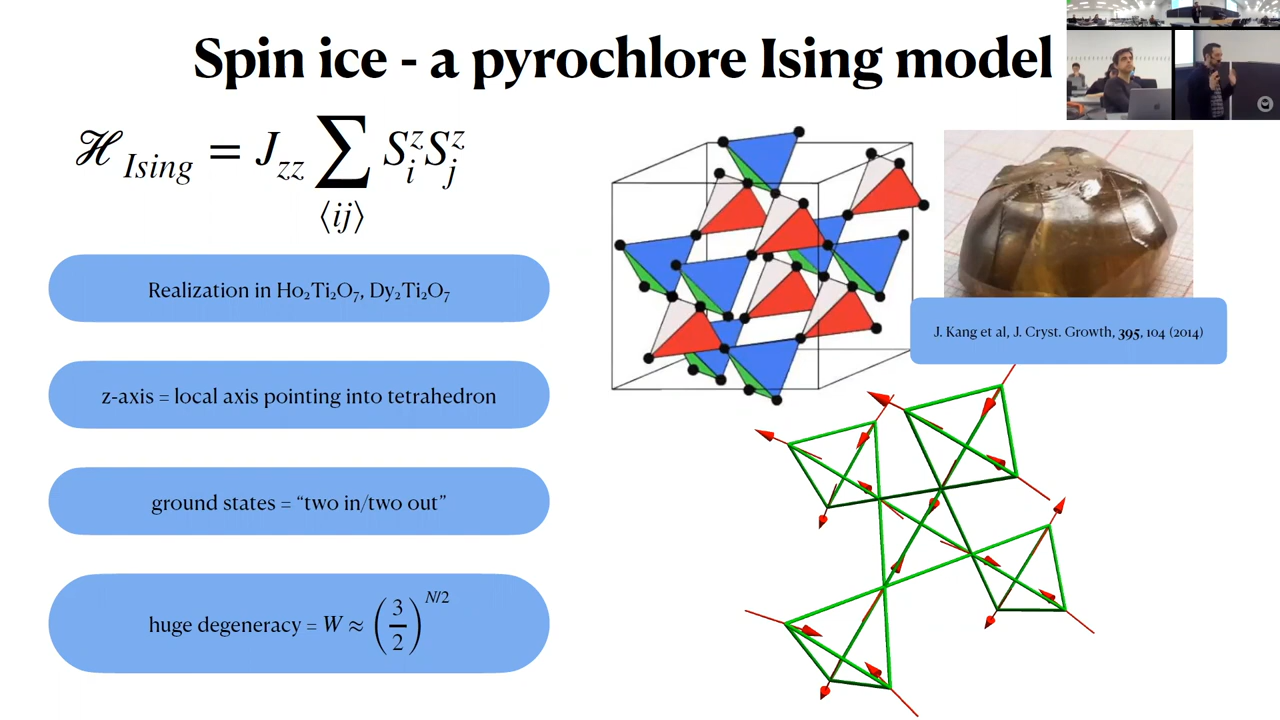 Spin ice - a pyrochlore Ising model
ℋ_Ising = J_zz ∑_⟨ij⟩ S_i^z S_j^z
Realization in Ho₂Ti₂O₇, Dy₂Ti₂O₇
z-axis = local axis pointing into tetrahedron
ground states = “two in/two out”
huge degeneracy = W ≈ (3/2)^{N/2}
J. Kang et al, J. Cryst. Growth, 395, 104 (2014)